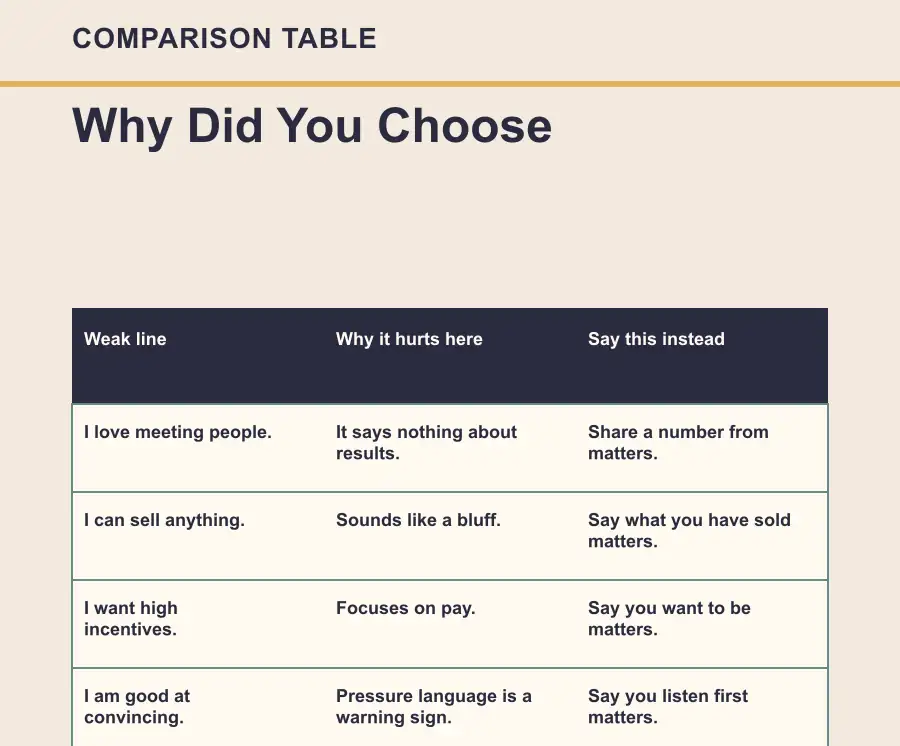 COMPARISON TABLE
Why Did You Choose
Weak line
Why it hurts here
Say this instead
I love meeting people.
It says nothing about
results.
Share a number from
matters.
I can sell anything.
Sounds like a bluff.
Say what you have sold
matters.
I want high
incentives.
Focuses on pay.
Say you want to be
matters.
I am good at
convincing.
Pressure language is a
warning sign.
Say you listen first
matters.